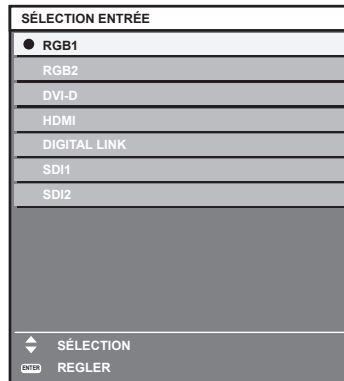 SÉLECTION ENTRÉE
RGB1
RGB2
DVI-D
HDMI
DIGITAL LINK
SDI1
SDI2
SÉLECTION
ENTER REGLER